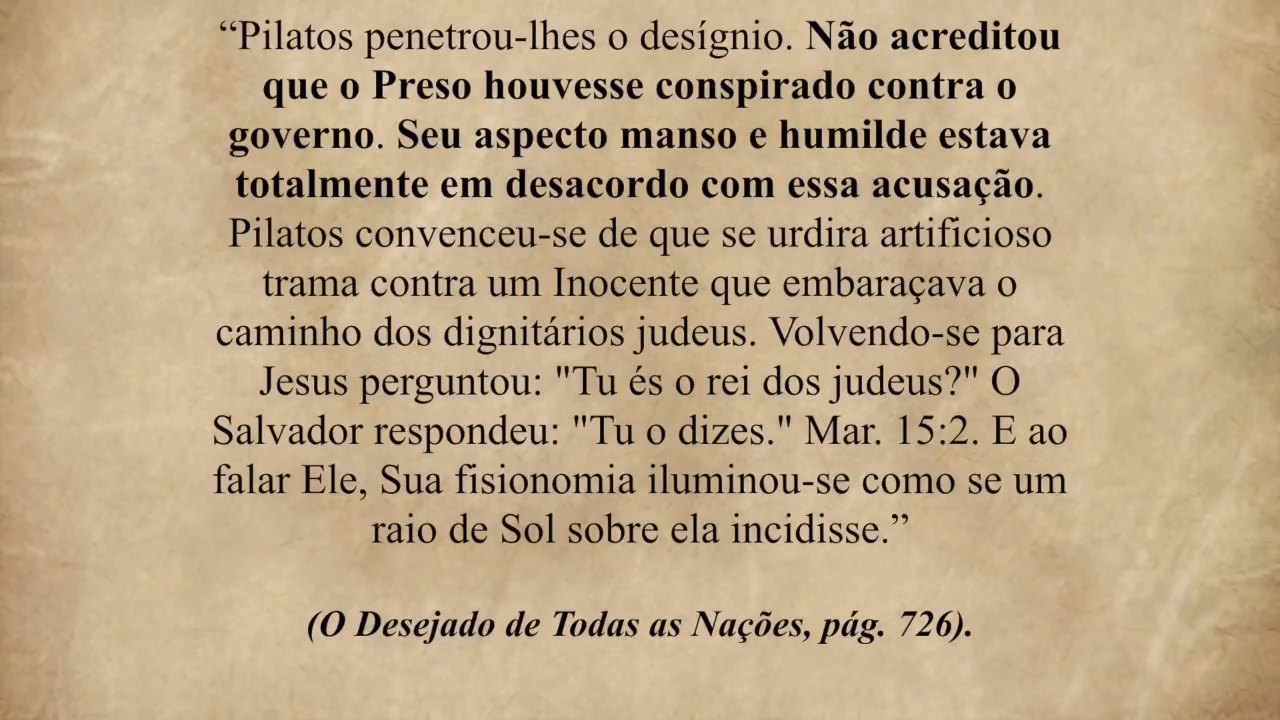 “Pilatos penetrou-lhes o desígnio. Não acreditou
que o Preso houvesse conspirado contra o
governo. Seu aspecto manso e humilde estava
totalmente em desacordo com essa acusação.
Pilatos convenceu-se de que se urdira artificioso
trama contra um Inocente que embaraçava o
caminho dos dignitários judeus. Volvendo-se para
Jesus perguntou: "Tu és o rei dos judeus?" O
Salvador respondeu: "Tu o dizes." Mar. 15:2. E ao
falar Ele, Sua fisionomia iluminou-se como se um
raio de Sol sobre ela incidisse.”
(O Desejado de Todas as Nações, pág. 726).